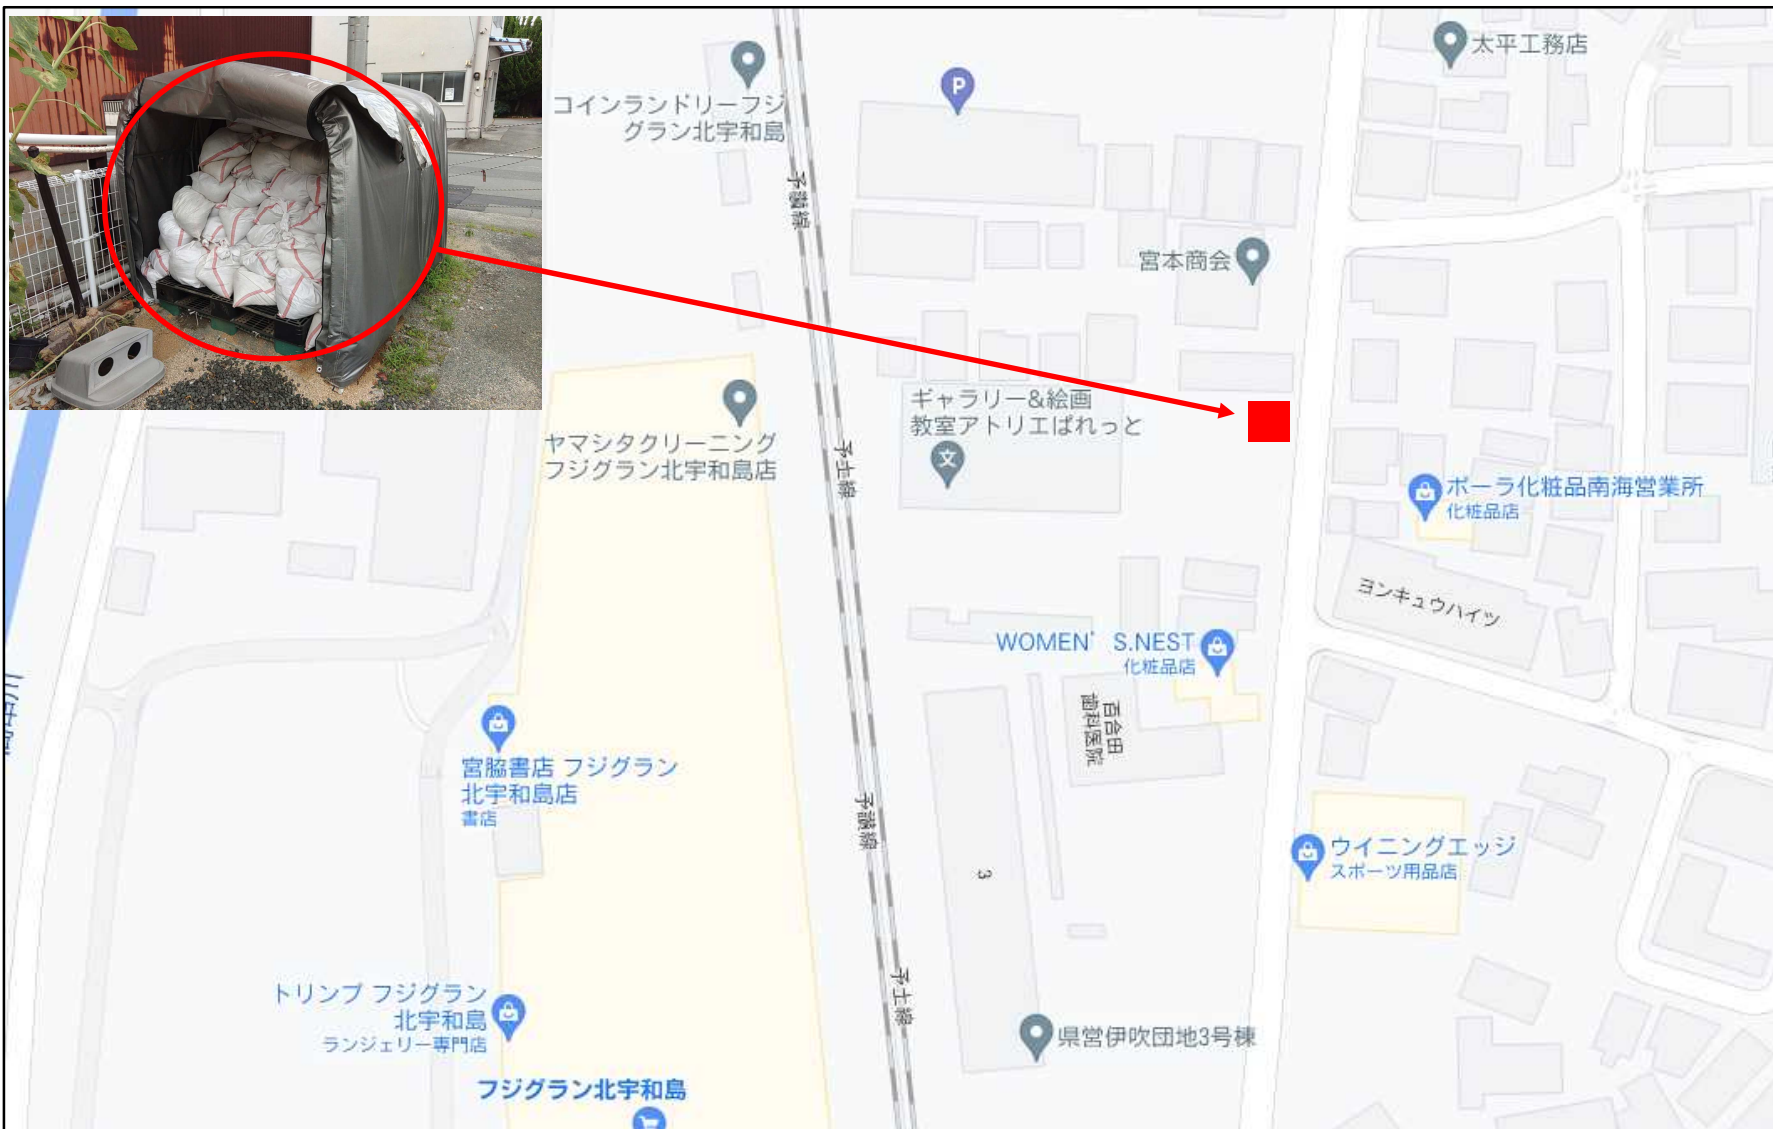 太平工務店
コインランドリーフジ
グラン北宇和島
P
予讃線
宮本商会
ギャラリー&絵画
教室アトリエぱれっと
文
ヤマシタクリーニング
フジグラン北宇和島店
予土線
ポーラ化粧品南海営業所
化粧品店
ヨンキュウハイツ
WOMEN' S.NEST
化粧品店
百合田
歯科医院
宮脇書店 フジグラン
北宇和島店
書店
予讃線
ウイニングエッジ
スポーツ用品店
3
予土線
トリンプ フジグラン
北宇和島
ランジェリー専門店
県営伊吹団地3号棟
フジグラン北宇和島